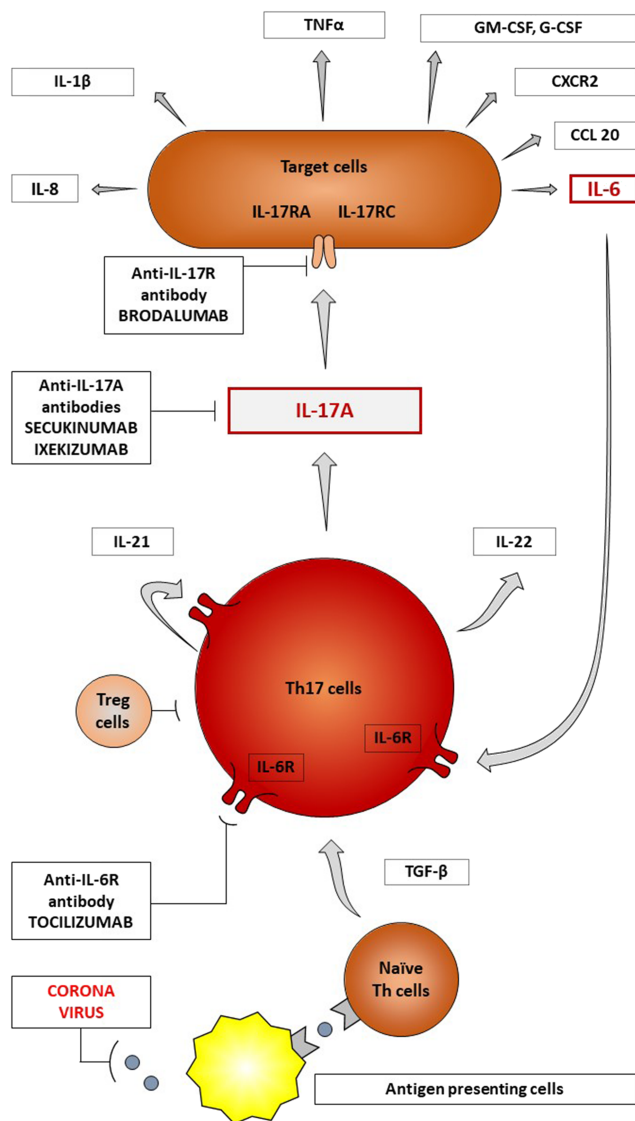 TNFα
GM-CSF, G-CSF
IL-1β
CXCR2
CCL 20
Target cells
IL-8
IL-6
IL-17RA IL-17RC
Anti-IL-17R
antibody
BRODALUMAB
Anti-IL-17A
antibodies
SECUKINUMAB
IXEKIZUMAB
IL-17A
IL-21
IL-22
Th17 cells
Treg
cells
IL-6R
IL-6R
Anti-IL-6R
antibody
TOCILIZUMAB
TGF-β
Naïve
Th cells
CORONA
VIRUS
Antigen presenting cells